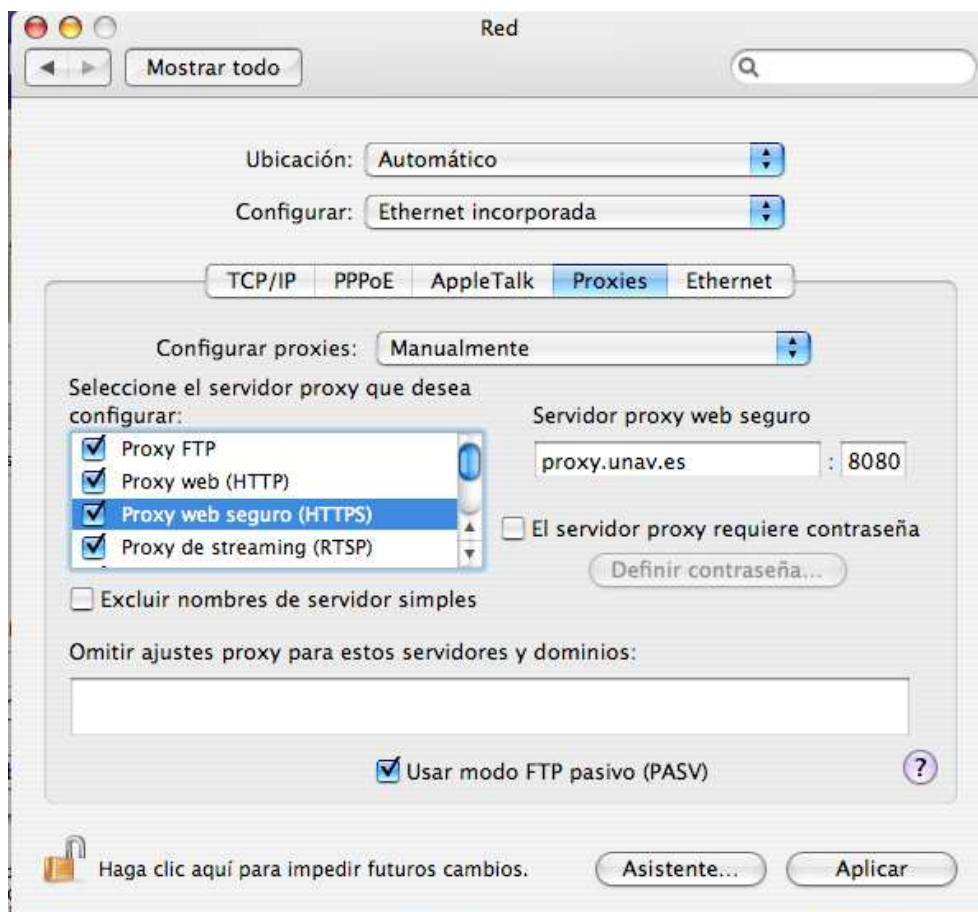 Red
Mostrar todo
Ubicación: Automático
Configurar: Ethernet incorporada
TCP/IP PPPoE AppleTalk Proxies Ethernet
Configurar proxies: Manualmente
Seleccione el servidor proxy que desea
configurar:
Proxy FTP
Proxy web (HTTP)
Proxy web seguro (HTTPS)
Proxy de streaming (RTSP)
Servidor proxy web seguro
proxy.unav.es : 8080
El servidor proxy requiere contraseña
Definir contraseña...
Excluir nombres de servidor simples
Omitir ajustes proxy para estos servidores y dominios:
Usar modo FTP pasivo (PASV)
?
Haga clic aquí para impedir futuros cambios.
Asistente... Aplicar